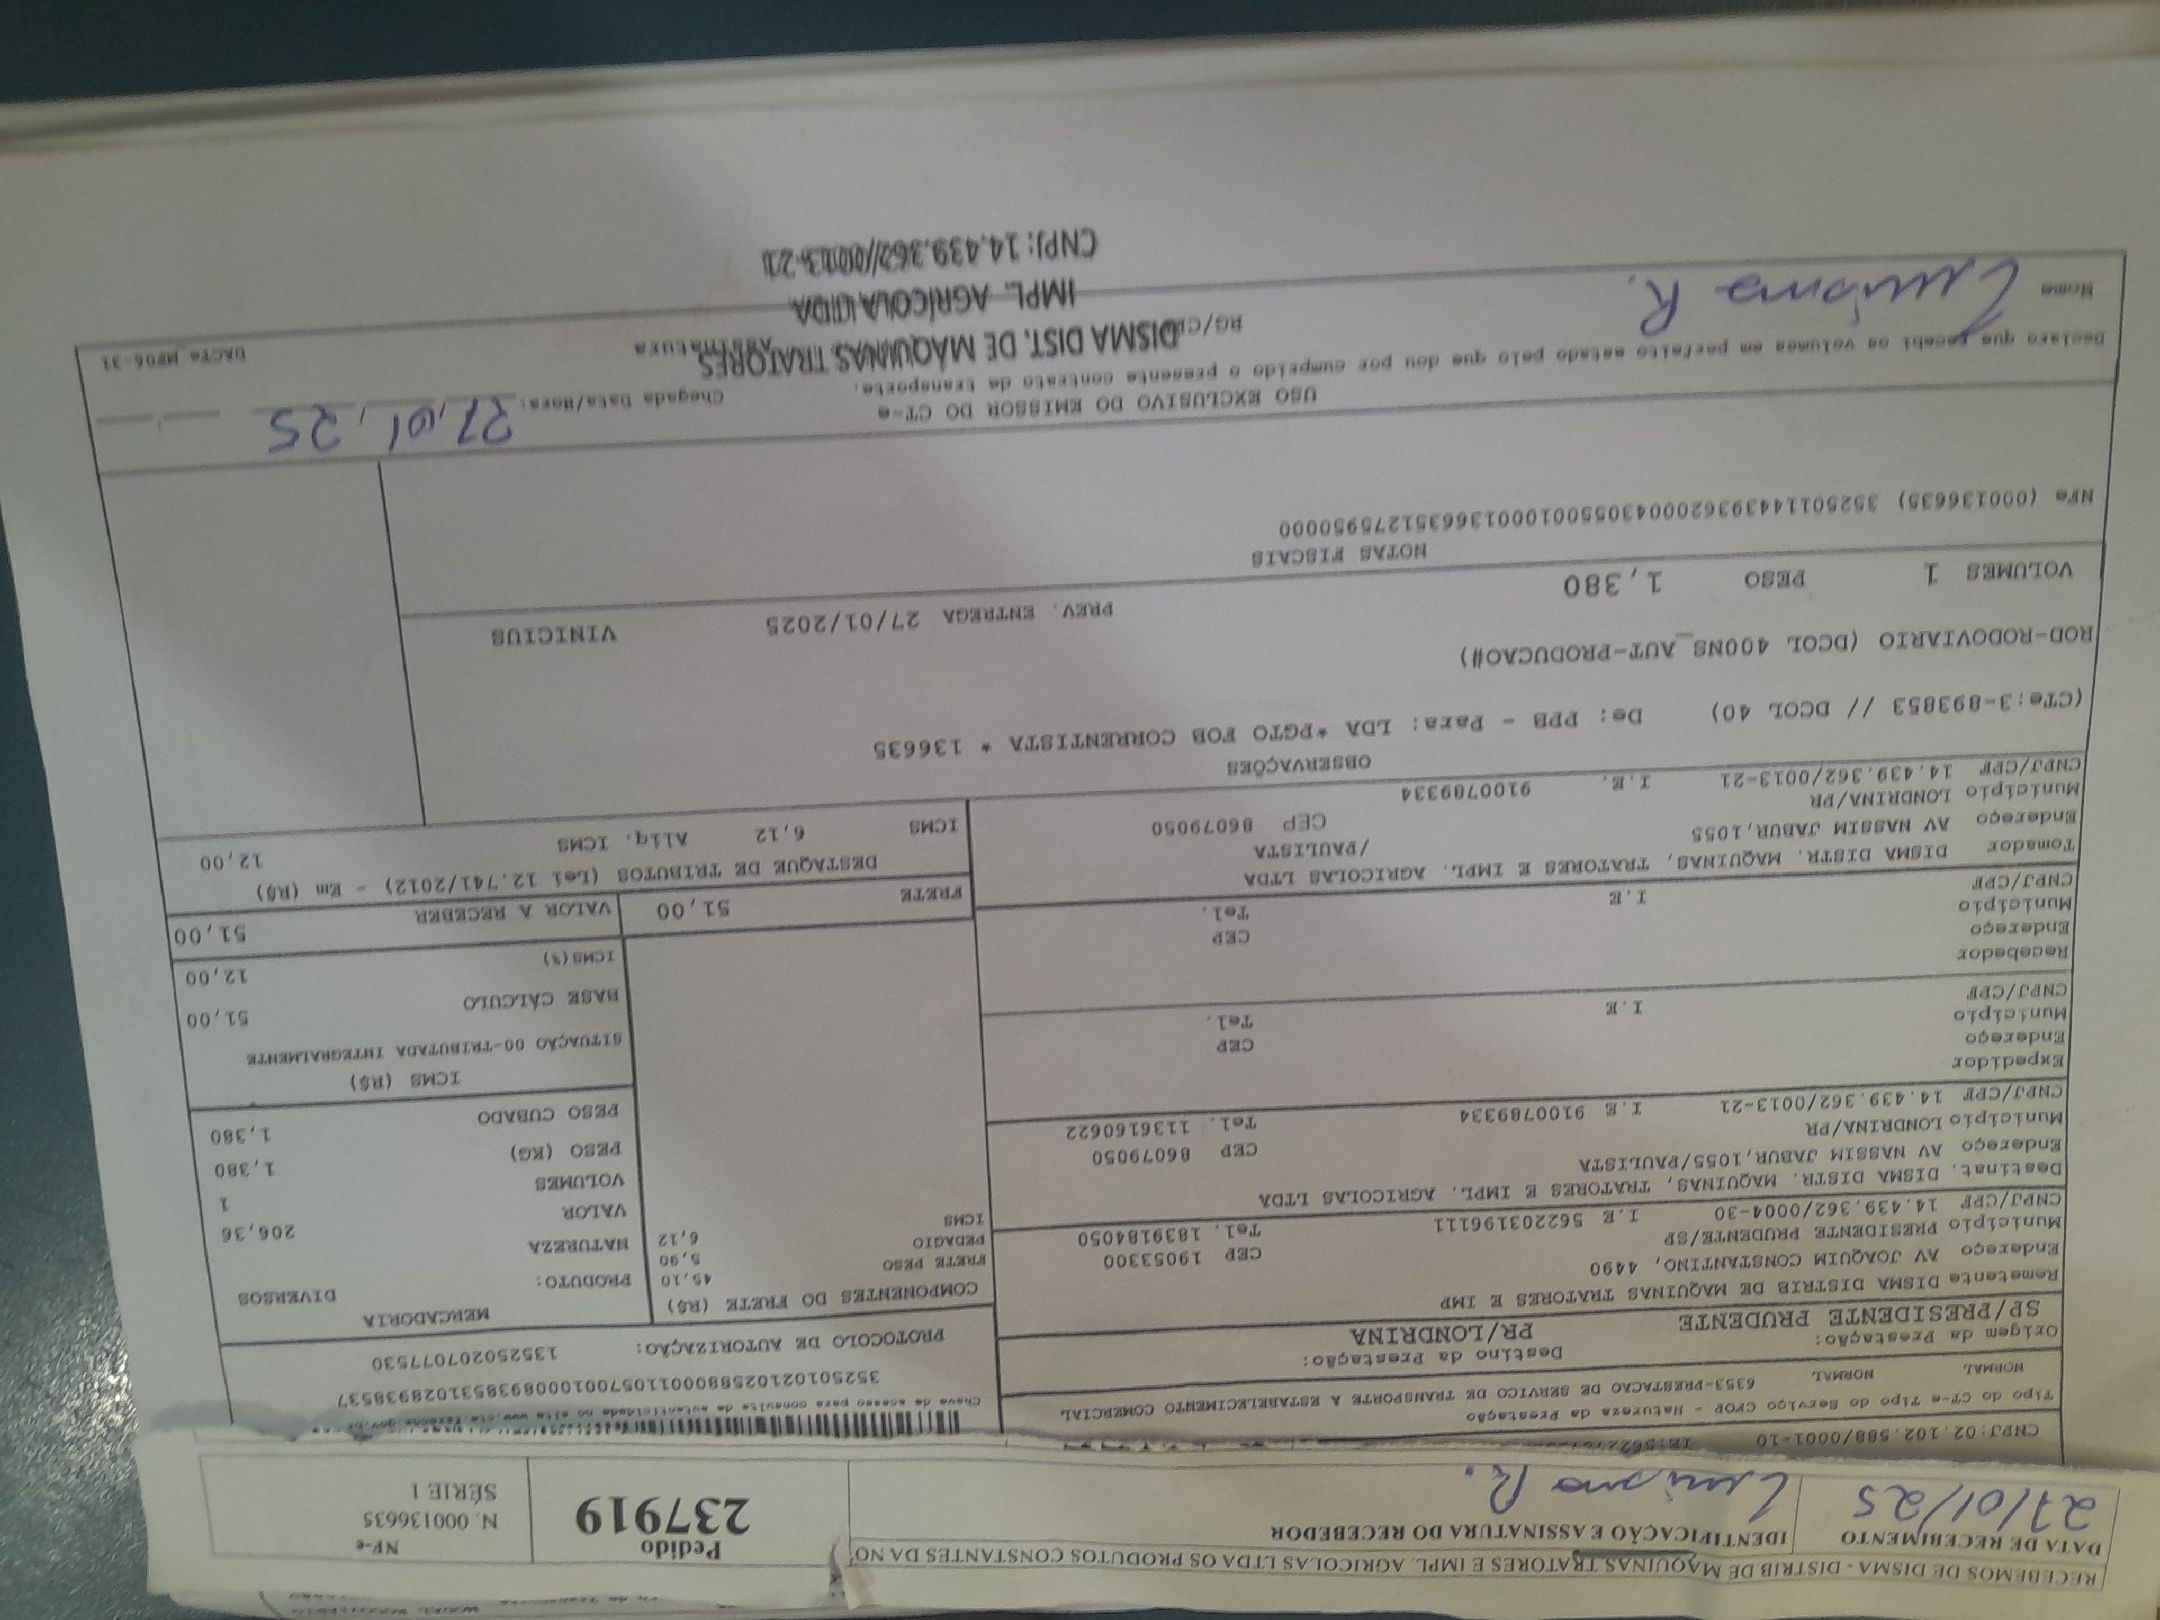 RECEBEMOS DE DISMA - DISTRIB DE MAQUINAS TRATORES E IMPL. AGRICOLAS LTDA OS PRODUTOS CONSTANTES DA NO
DATA DE RECEBIMENTO
27/01/25
IDENTIFICAÇÃO E ASSINATURA DO RECEBEDOR
Pedido
237919
NF-e
N. 000136635
SÉRIE 1
CNPJ:02.102.588/0001-10
Tipo do CT-e Tipo do Serviço CFOP - Natureza da Prestação
NORMAL NORMAL 6353-PRESTACAO DE SERVICO DE TRANSPORTE A ESTABELECIMENTO COMERCIAL
Origem da Prestação: Destino da Prestação:
SP/PRESIDENTE PRUDENTE PR/LONDRINA
Chave de acesso para consulta de autenticidade no site www.cte.fazenda.gov.br
PROTOCOLO DE AUTORIZAÇÃO: 135250207077530
Remetente DISMA DISTRIB DE MAQUINAS TRATORES E IMP
Endereço AV JOAQUIM CONSTANTINO, 4490 CEP 19053300
Município PRESIDENTE PRUDENTE/SP Tel. 1839184050
CNPJ/CPF 14.439.362/0004-30 I.E 562203196111
Destinat. DISMA DISTR. MAQUINAS, TRATORES E IMPL. AGRICOLAS LTDA
Endereço AV NASSIM JABUR,1055/PAULISTA CEP 86079050
Município LONDRINA/PR Tel. 1136160622
CNPJ/CPF 14.439.362/0013-21 I.E 9100789334
Expedidor
Endereço CEP
Município Tel.
CNPJ/CPF I.E
Recebedor
Endereço CEP
Município Tel.
CNPJ/CPF I.E
Tomador DISMA DISTR. MAQUINAS, TRATORES E IMPL. AGRICOLAS LTDA
Endereço AV NASSIM JABUR,1055 /PAULISTA
Município LONDRINA/PR CEP 86079050
CNPJ/CPF 14.439.362/0013-21 I.E. 9100789334
COMPONENTES DO FRETE (R$)
FRETE PESO 45,10
PEDAGIO 5,90
ICMS 6,12
MERCADORIA
PRODUTO: DIVERSOS
NATUREZA
VALOR 206,36
VOLUMES 1
PESO (KG) 1,380
PESO CUBADO 1,380
ICMS (R$)
SITUAÇÃO 00-TRIBUTADA INTEGRALMENTE
BASE CÁLCULO 51,00
ICMS(%) 12,00
FRETE 51,00 VALOR A RECEBER 51,00
DESTAQUE DE TRIBUTOS (Lei 12.741/2012) - Em (R$)
ICMS 6,12 Aliq. ICMS 12,00
OBSERVAÇÕES
(CTe:3-893853 // DCOL 40) De: PPB - Para: LDA *PGTO FOB CORRENTISTA * 136635
ROD-RODOVIARIO (DCOL 400NS_AUT-PRODUCAO#)
VOLUMES 1 PESO 1,380 PREV. ENTREGA 27/01/2025 VINICIUS
NOTAS FISCAIS
NFe (000136635)
USO EXCLUSIVO DO EMISSOR DO CT-e
Declaro que recebi os volumes em perfeito estado pelo que dou por cumprido o presente contrato de transporte.
Chegada Data/Hora: 27,01,25
Nome
RG/CPF
Assinatura
DACTe_MP06-31
DISMA DIST. DE MÁQUINAS TRATORES
IMPL. AGRÍCOLA LTDA
CNPJ: 14.439.362/0013-21